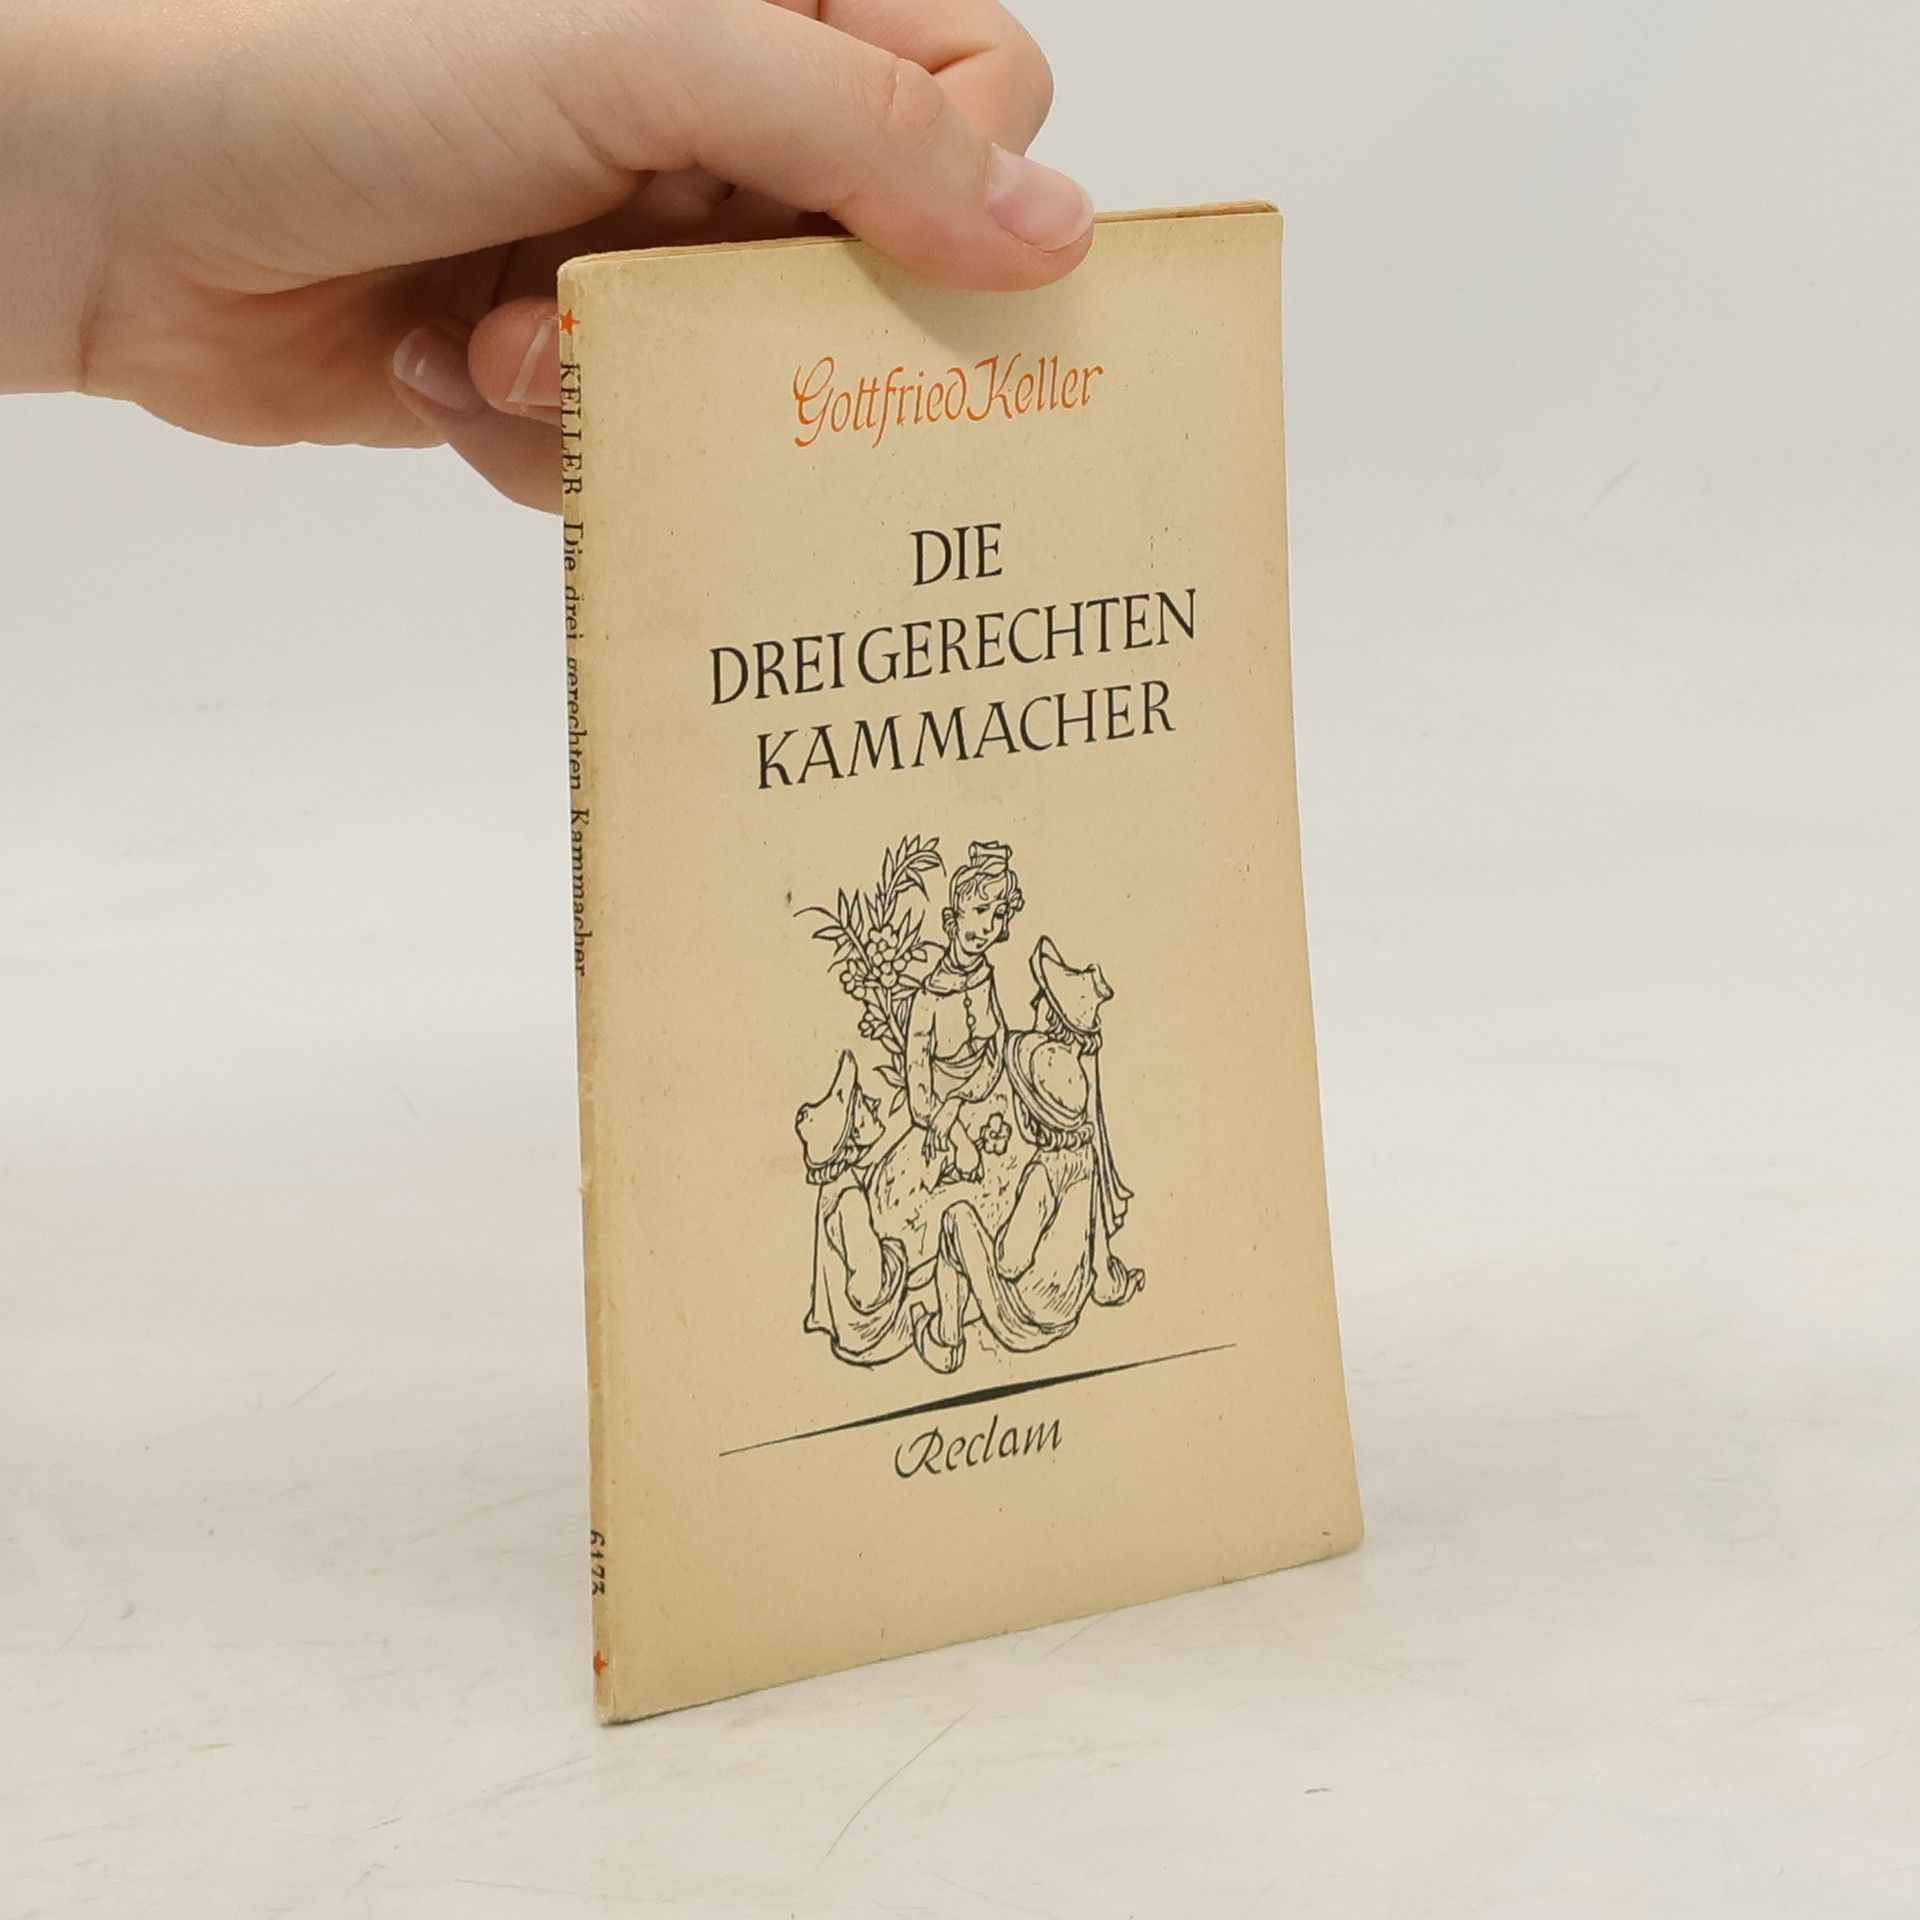 Gottfried Keller
DIE
DREI GERECHTEN
KAMMACHER
Reclam
KELLER Die drei gerechten Kammacher
6173